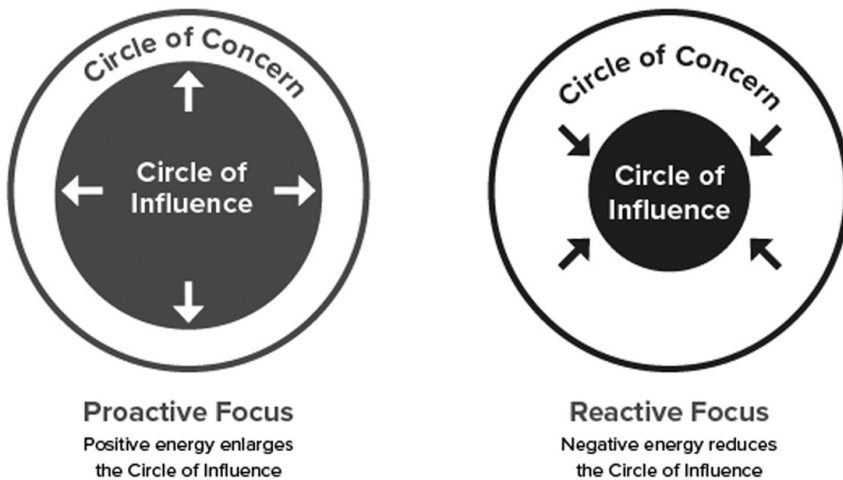 Circle of Concern
Circle of
Influence
Proactive Focus
Positive energy enlarges
the Circle of Influence
Circle of Concern
Circle of
Influence
Reactive Focus
Negative energy reduces
the Circle of Influence